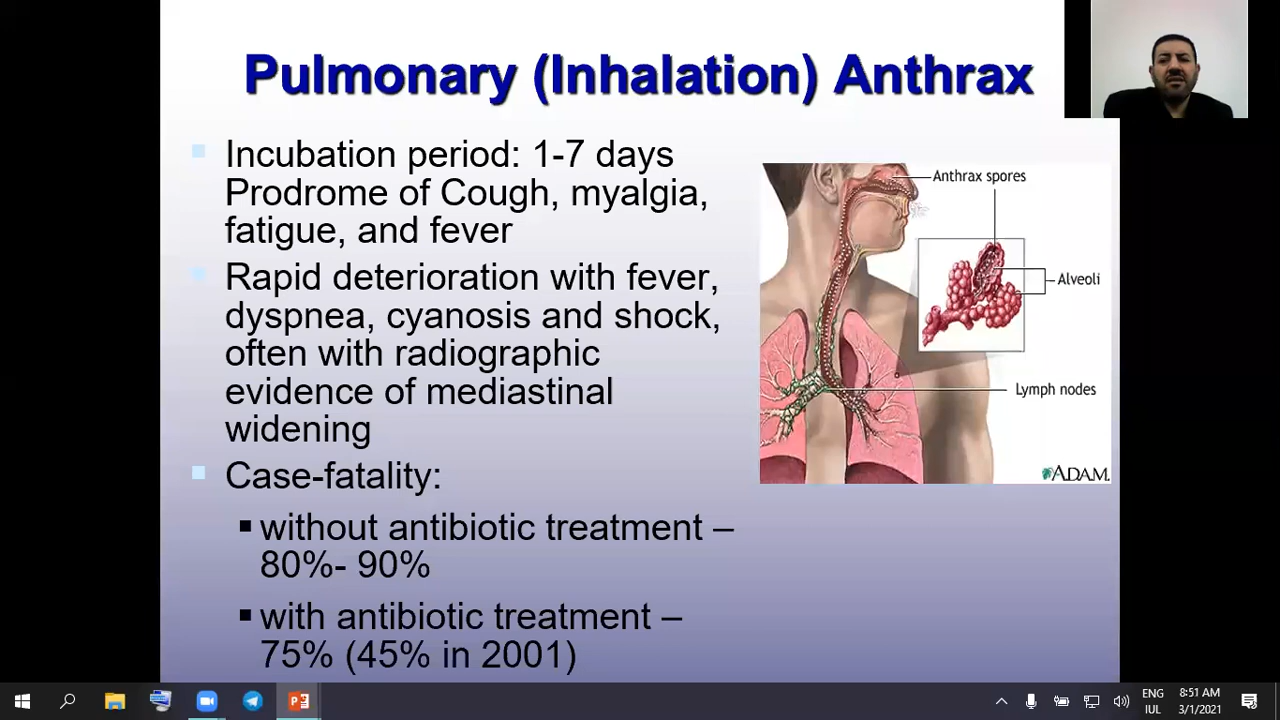 Pulmonary (Inhalation) Anthrax
Incubation period: 1-7 days
Prodrome of Cough, myalgia,
fatigue, and fever
Rapid deterioration with fever,
dyspnea, cyanosis and shock,
often with radiographic
evidence of mediastinal
widening
Case-fatality:
without antibiotic treatment –
80%- 90%
with antibiotic treatment –
75% (45% in 2001)
Anthrax spores
Alveoli
Lymph nodes
ADAM.
ENG
IUL
8:51 AM
3/1/2021